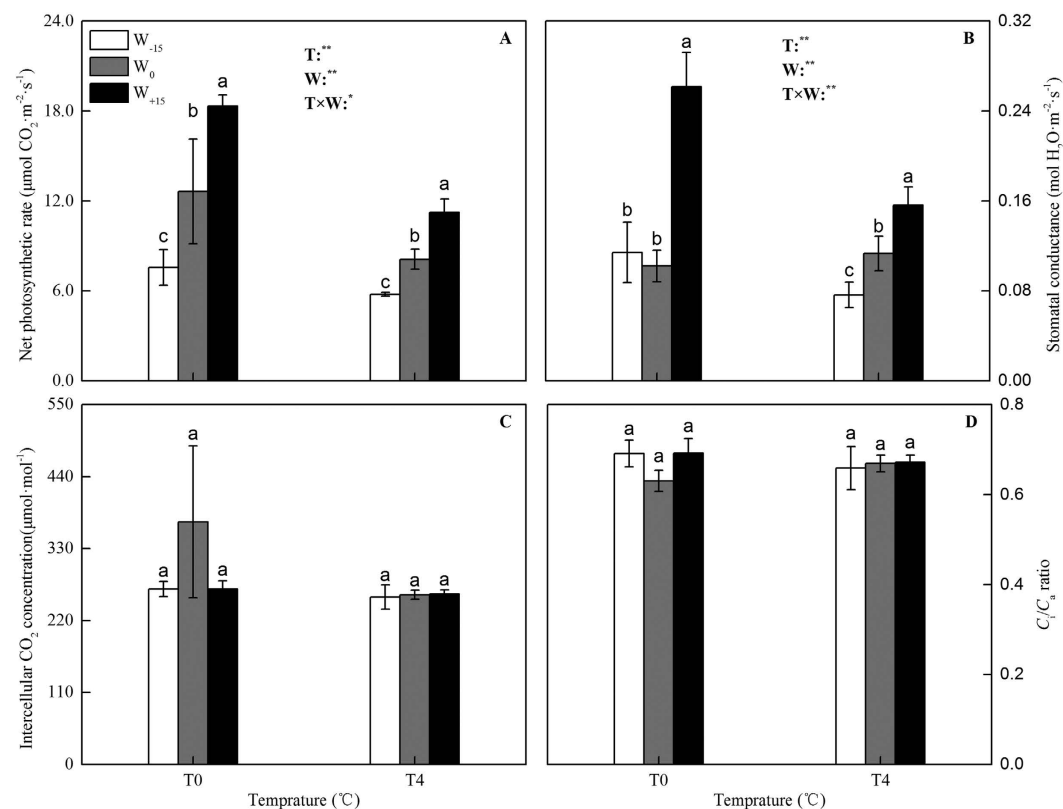 Net photosynthetic rate (μmol CO₂·m⁻²·s⁻¹)
24.0
18.0
12.0
6.0
0.0
W₋₁₅
W₀
W₊₁₅
A
T:**
W:**
T×W:*
c
b
a
c
b
a
B
T:**
W:**
T×W:**
b
b
a
c
b
a
0.32
0.24
0.16
0.08
0.00
Stomatal conductance (mol H₂O·m⁻²·s⁻¹)
Intercellular CO₂ concentration(μmol·mol⁻¹)
550
440
330
220
110
0
C
a
a
a
a
a
a
T0
T4
Temprature (℃)
D
a
a
a
a
a
a
T0
T4
Temprature (℃)
0.8
0.6
0.4
0.2
0.0
Cᵢ/Cₐ ratio